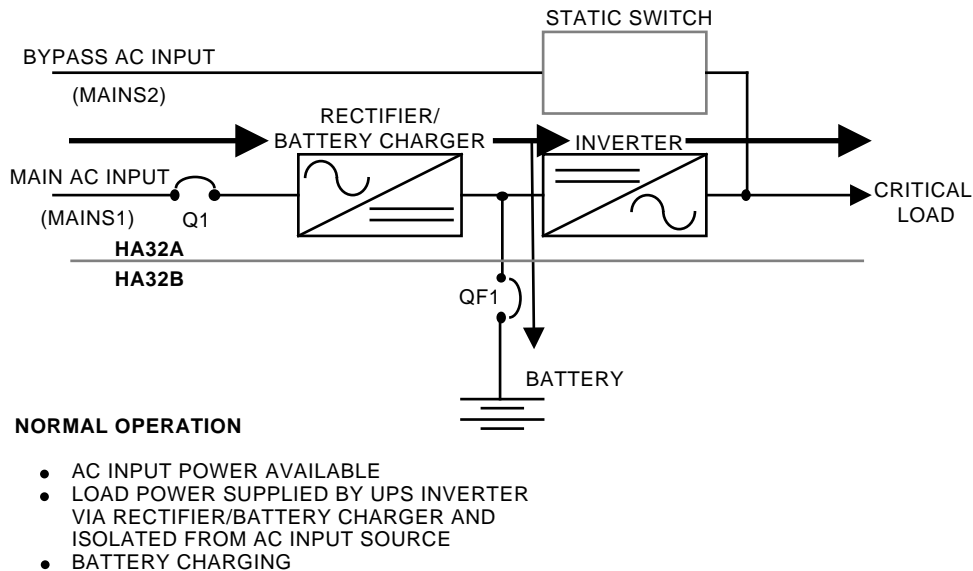 STATIC SWITCH
BYPASS AC INPUT
(MAINS2)
RECTIFIER/
BATTERY CHARGER
INVERTER
MAIN AC INPUT
(MAINS1)
Q1
CRITICAL
LOAD
HA32A
HA32B
QF1
BATTERY
NORMAL OPERATION
● AC INPUT POWER AVAILABLE
● LOAD POWER SUPPLIED BY UPS INVERTER
VIA RECTIFIER/BATTERY CHARGER AND
ISOLATED FROM AC INPUT SOURCE
● BATTERY CHARGING